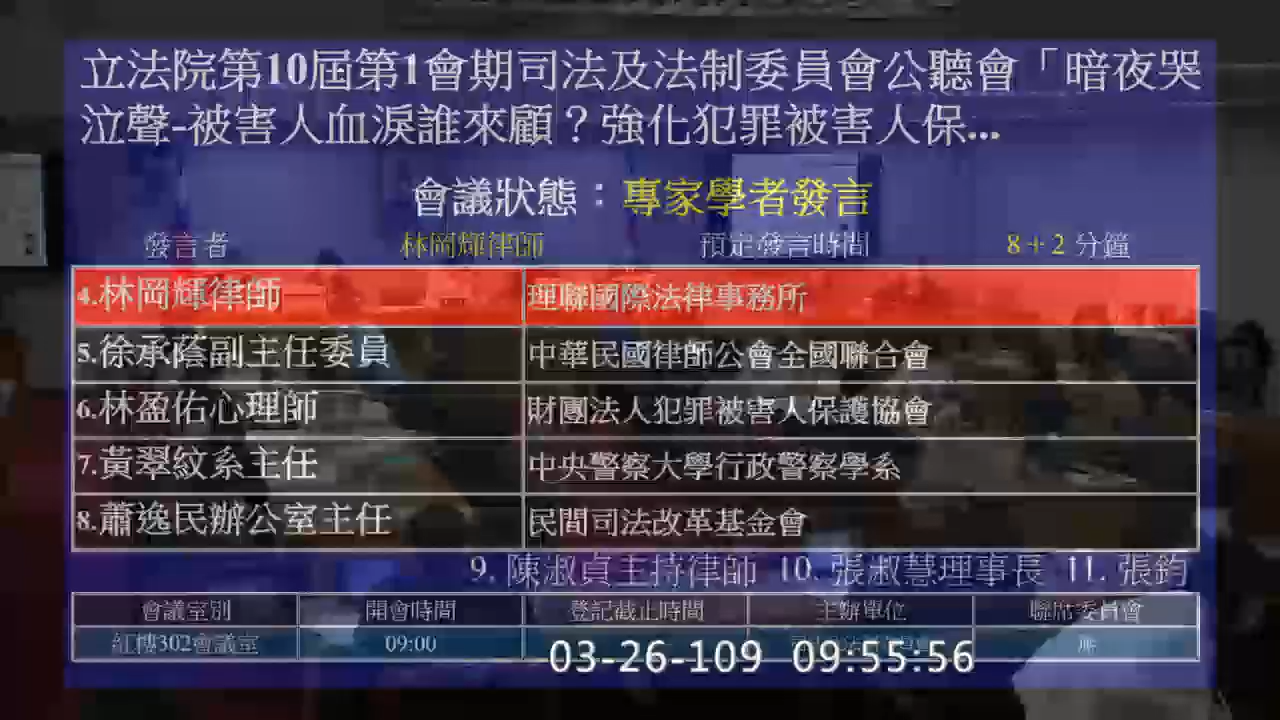 立法院第10屆第1會期司法及法制委員會公聽會「暗夜哭
泣聲-被害人血淚誰來顧？強化犯罪被害人保...
會議狀態：專家學者發言
發言者 林岡輝律師 預定發言時間 8+2 分鐘
4.林岡輝律師 理聯國際法律事務所
5.徐承蔭副主任委員 中華民國律師公會全國聯合會
6.林盈佑心理師 財團法人犯罪被害人保護協會
7.黃翠紋系主任 中央警察大學行政警察學系
8.蕭逸民辦公室主任 民間司法改革基金會
9. 陳淑貞主持律師 10. 張淑慧理事長 11. 張鈞
會議室別 開會時間 登記截止時間 主辦單位 聯席委員會
紅樓302會議室 09:00
03-26-109 09:55:56